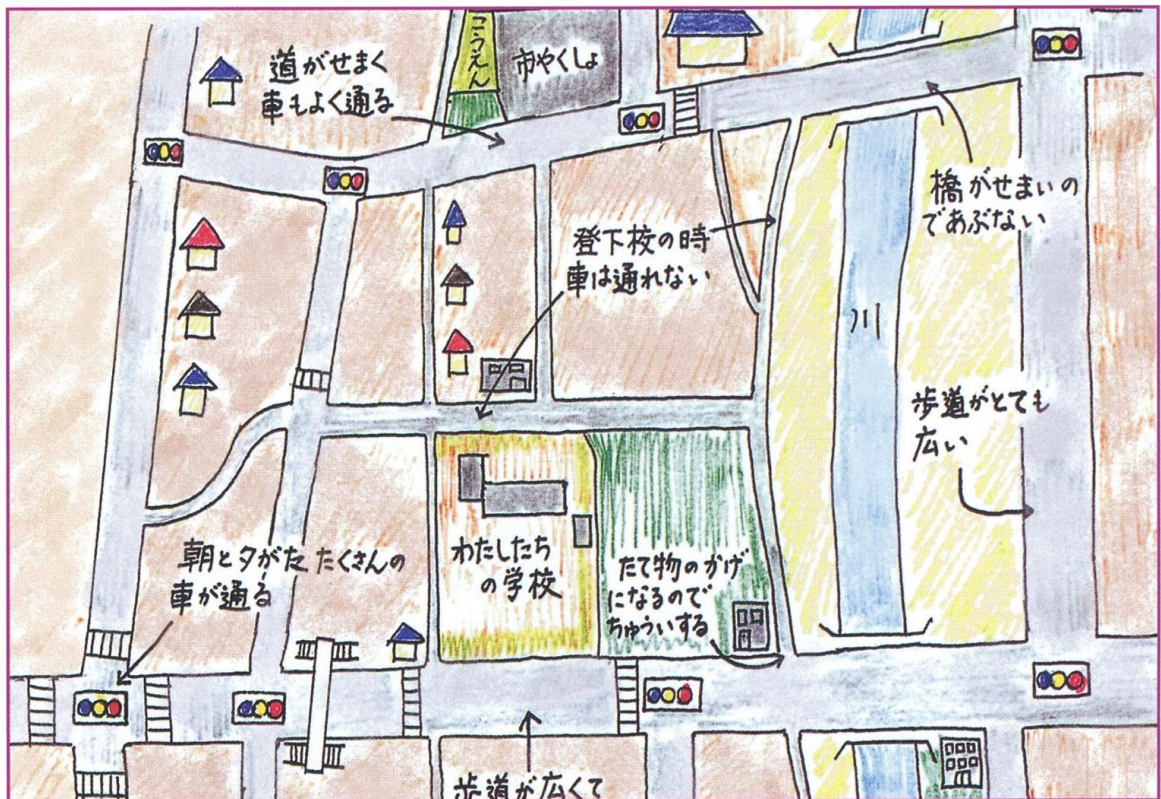 道がせまく
車もよく通る
こうえん
市やくしょ
橋がせまいの
であぶない
登下校の時
車は通れない
川
歩道がとても
広い
朝と夕がた たくさんの
車が通る
わたしたち
の学校
たて物のかげ
になるので
ちゅういする
歩道が広くて